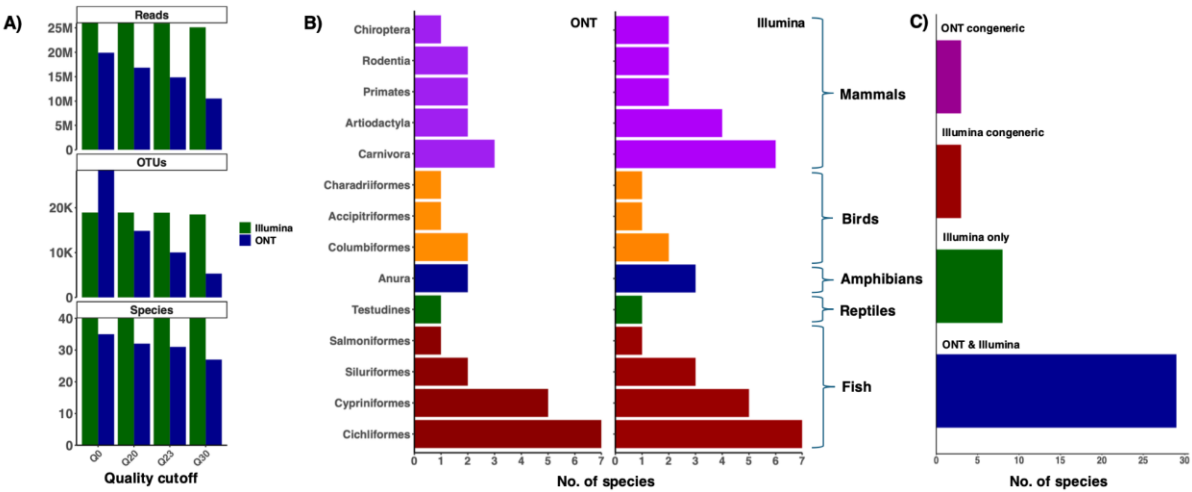 A)
Reads
25M
20M
15M
10M
5M
0
OTUs
20K
10K
0
Species
40
30
20
10
0
Q0 Q20 Q23 Q30
Quality cutoff
Illumina
ONT
B)
ONT Illumina
Chiroptera
Rodentia
Primates
Artiodactyla
Carnivora
Charadriiformes
Accipitriformes
Columbiformes
Anura
Testudines
Salmoniformes
Siluriformes
Cypriniformes
Cichliformes
0 1 2 3 4 5 6 7
No. of species
0 1 2 3 4 5 6 7
No. of species
Mammals
Birds
Amphibians
Reptiles
Fish
C)
ONT congeneric
Illumina congeneric
Illumina only
ONT & Illumina
0 5 10 15 20 25 30
No. of species